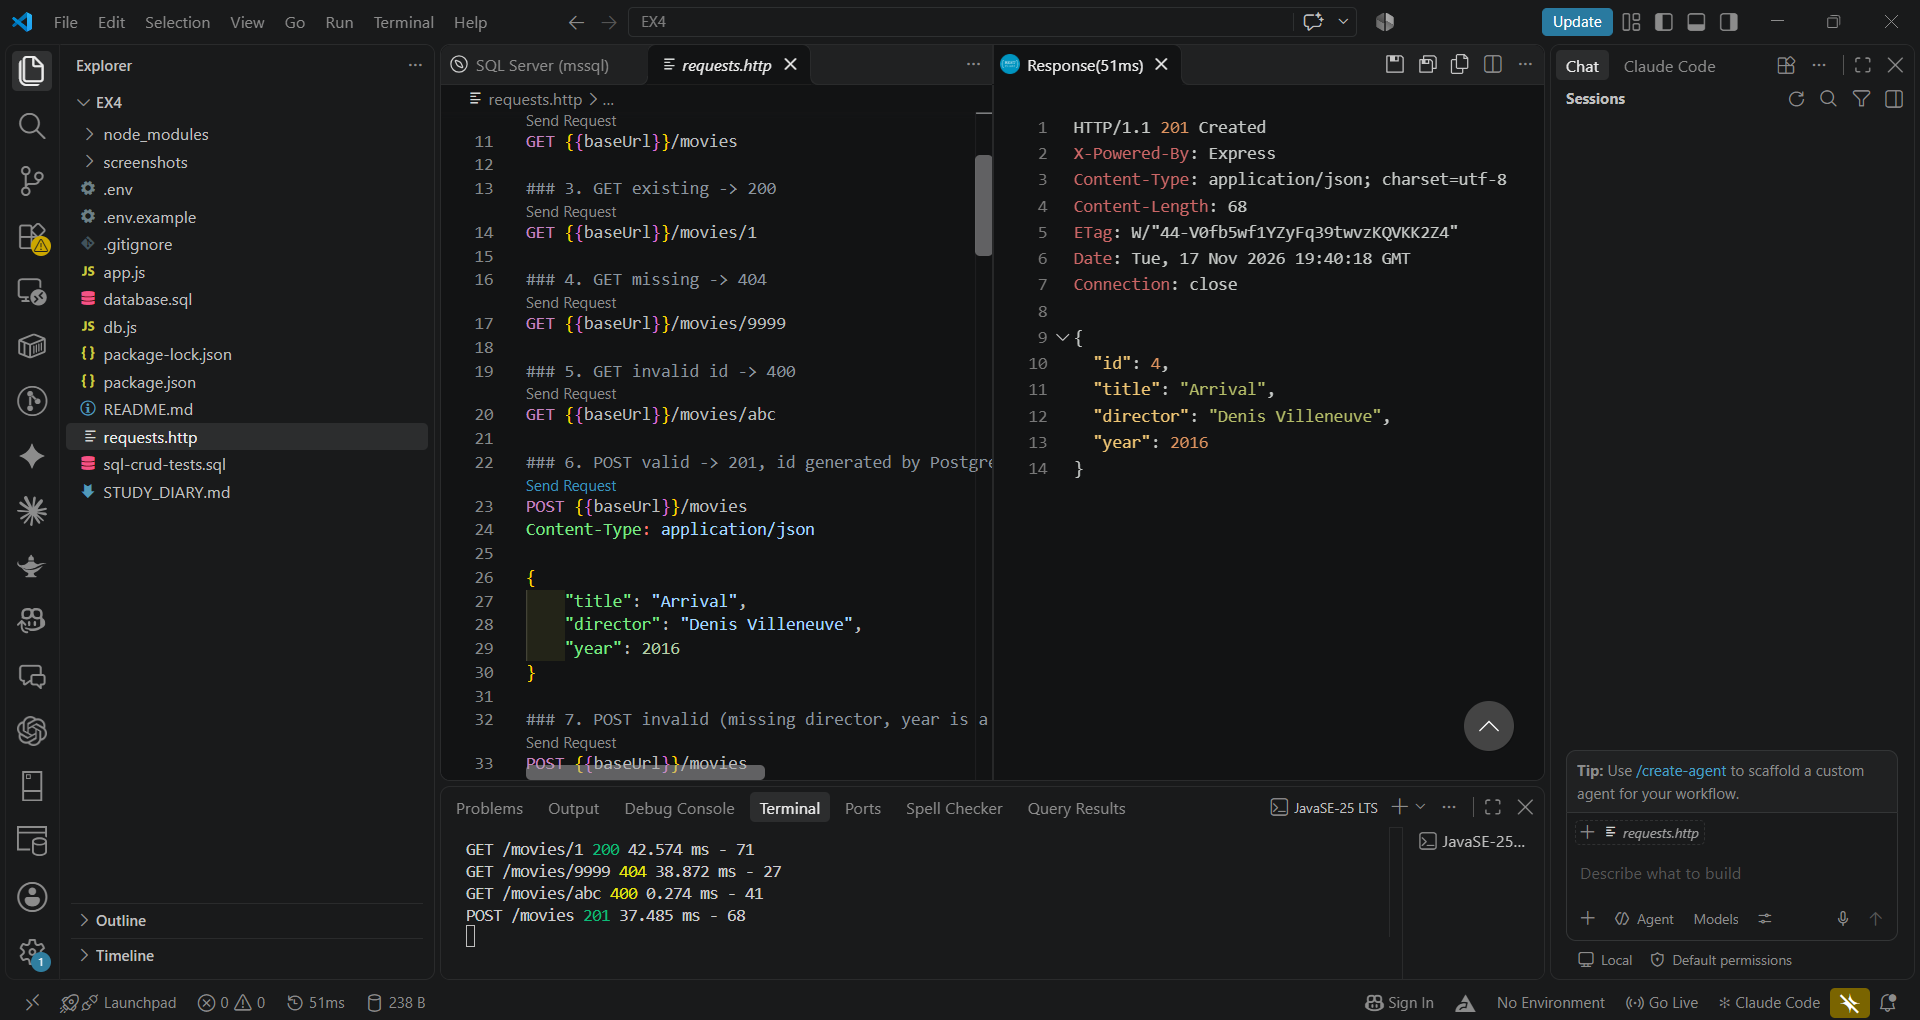 File Edit Selection View Go Run Terminal Help
EX4
Update
Explorer
EX4
node_modules
screenshots
.env
.env.example
.gitignore
JS app.js
database.sql
JS db.js
{} package-lock.json
{} package.json
README.md
requests.http
sql-crud-tests.sql
STUDY_DIARY.md
Outline
Timeline
SQL Server (mssql)
requests.http
requests.http > ...
Send Request
11 GET {{baseUrl}}/movies
12
13 ### 3. GET existing -> 200
Send Request
14 GET {{baseUrl}}/movies/1
15
16 ### 4. GET missing -> 404
Send Request
17 GET {{baseUrl}}/movies/9999
18
19 ### 5. GET invalid id -> 400
Send Request
20 GET {{baseUrl}}/movies/abc
21
22 ### 6. POST valid -> 201, id generated by Postgre
Send Request
23 POST {{baseUrl}}/movies
24 Content-Type: application/json
25
26 {
27 "title": "Arrival",
28 "director": "Denis Villeneuve",
29 "year": 2016
30 }
31
32 ### 7. POST invalid (missing director, year is a
Send Request
33 POST {{baseUrl}}/movies
Response(51ms)
1 HTTP/1.1 201 Created
2 X-Powered-By: Express
3 Content-Type: application/json; charset=utf-8
4 Content-Length: 68
5 ETag: W/"44-V0fb5wf1YZyFq39twvzKQVKK2Z4"
6 Date: Tue, 17 Nov 2026 19:40:18 GMT
7 Connection: close
8
9 {
10 "id": 4,
11 "title": "Arrival",
12 "director": "Denis Villeneuve",
13 "year": 2016
14 }
Problems Output Debug Console Terminal Ports Spell Checker Query Results
JavaSE-25 LTS
GET /movies/1 200 42.574 ms - 71
GET /movies/9999 404 38.872 ms - 27
GET /movies/abc 400 0.274 ms - 41
POST /movies 201 37.485 ms - 68
JavaSE-25...
Chat Claude Code
Sessions
Tip: Use /create-agent to scaffold a custom
agent for your workflow.
requests.http
Describe what to build
Agent Models
Local Default permissions
1
Launchpad 0 0 51ms 238 B
Sign In No Environment Go Live Claude Code